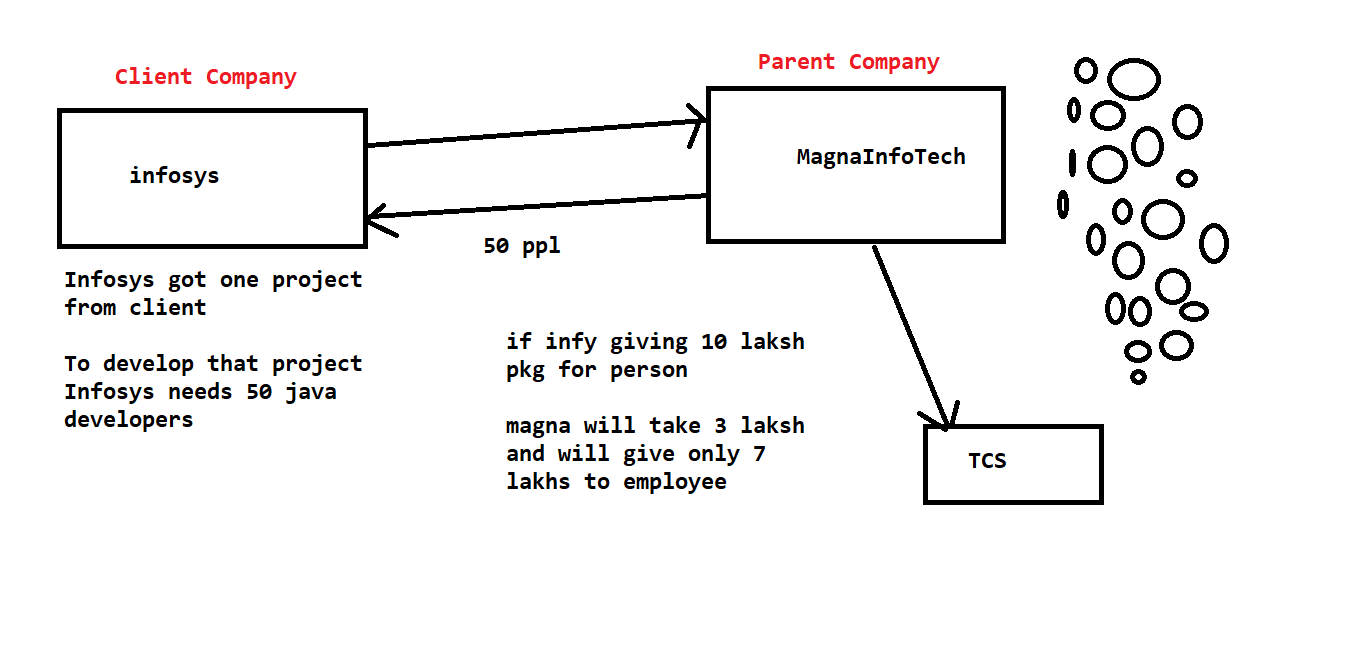 Client Company
infosys
Infosys got one project
from client
To develop that project
Infosys needs 50 java
developers
Parent Company
MagnaInfoTech
50 ppl
if infy giving 10 laksh
pkg for person
magna will take 3 laksh
and will give only 7
lakhs to employee
TCS